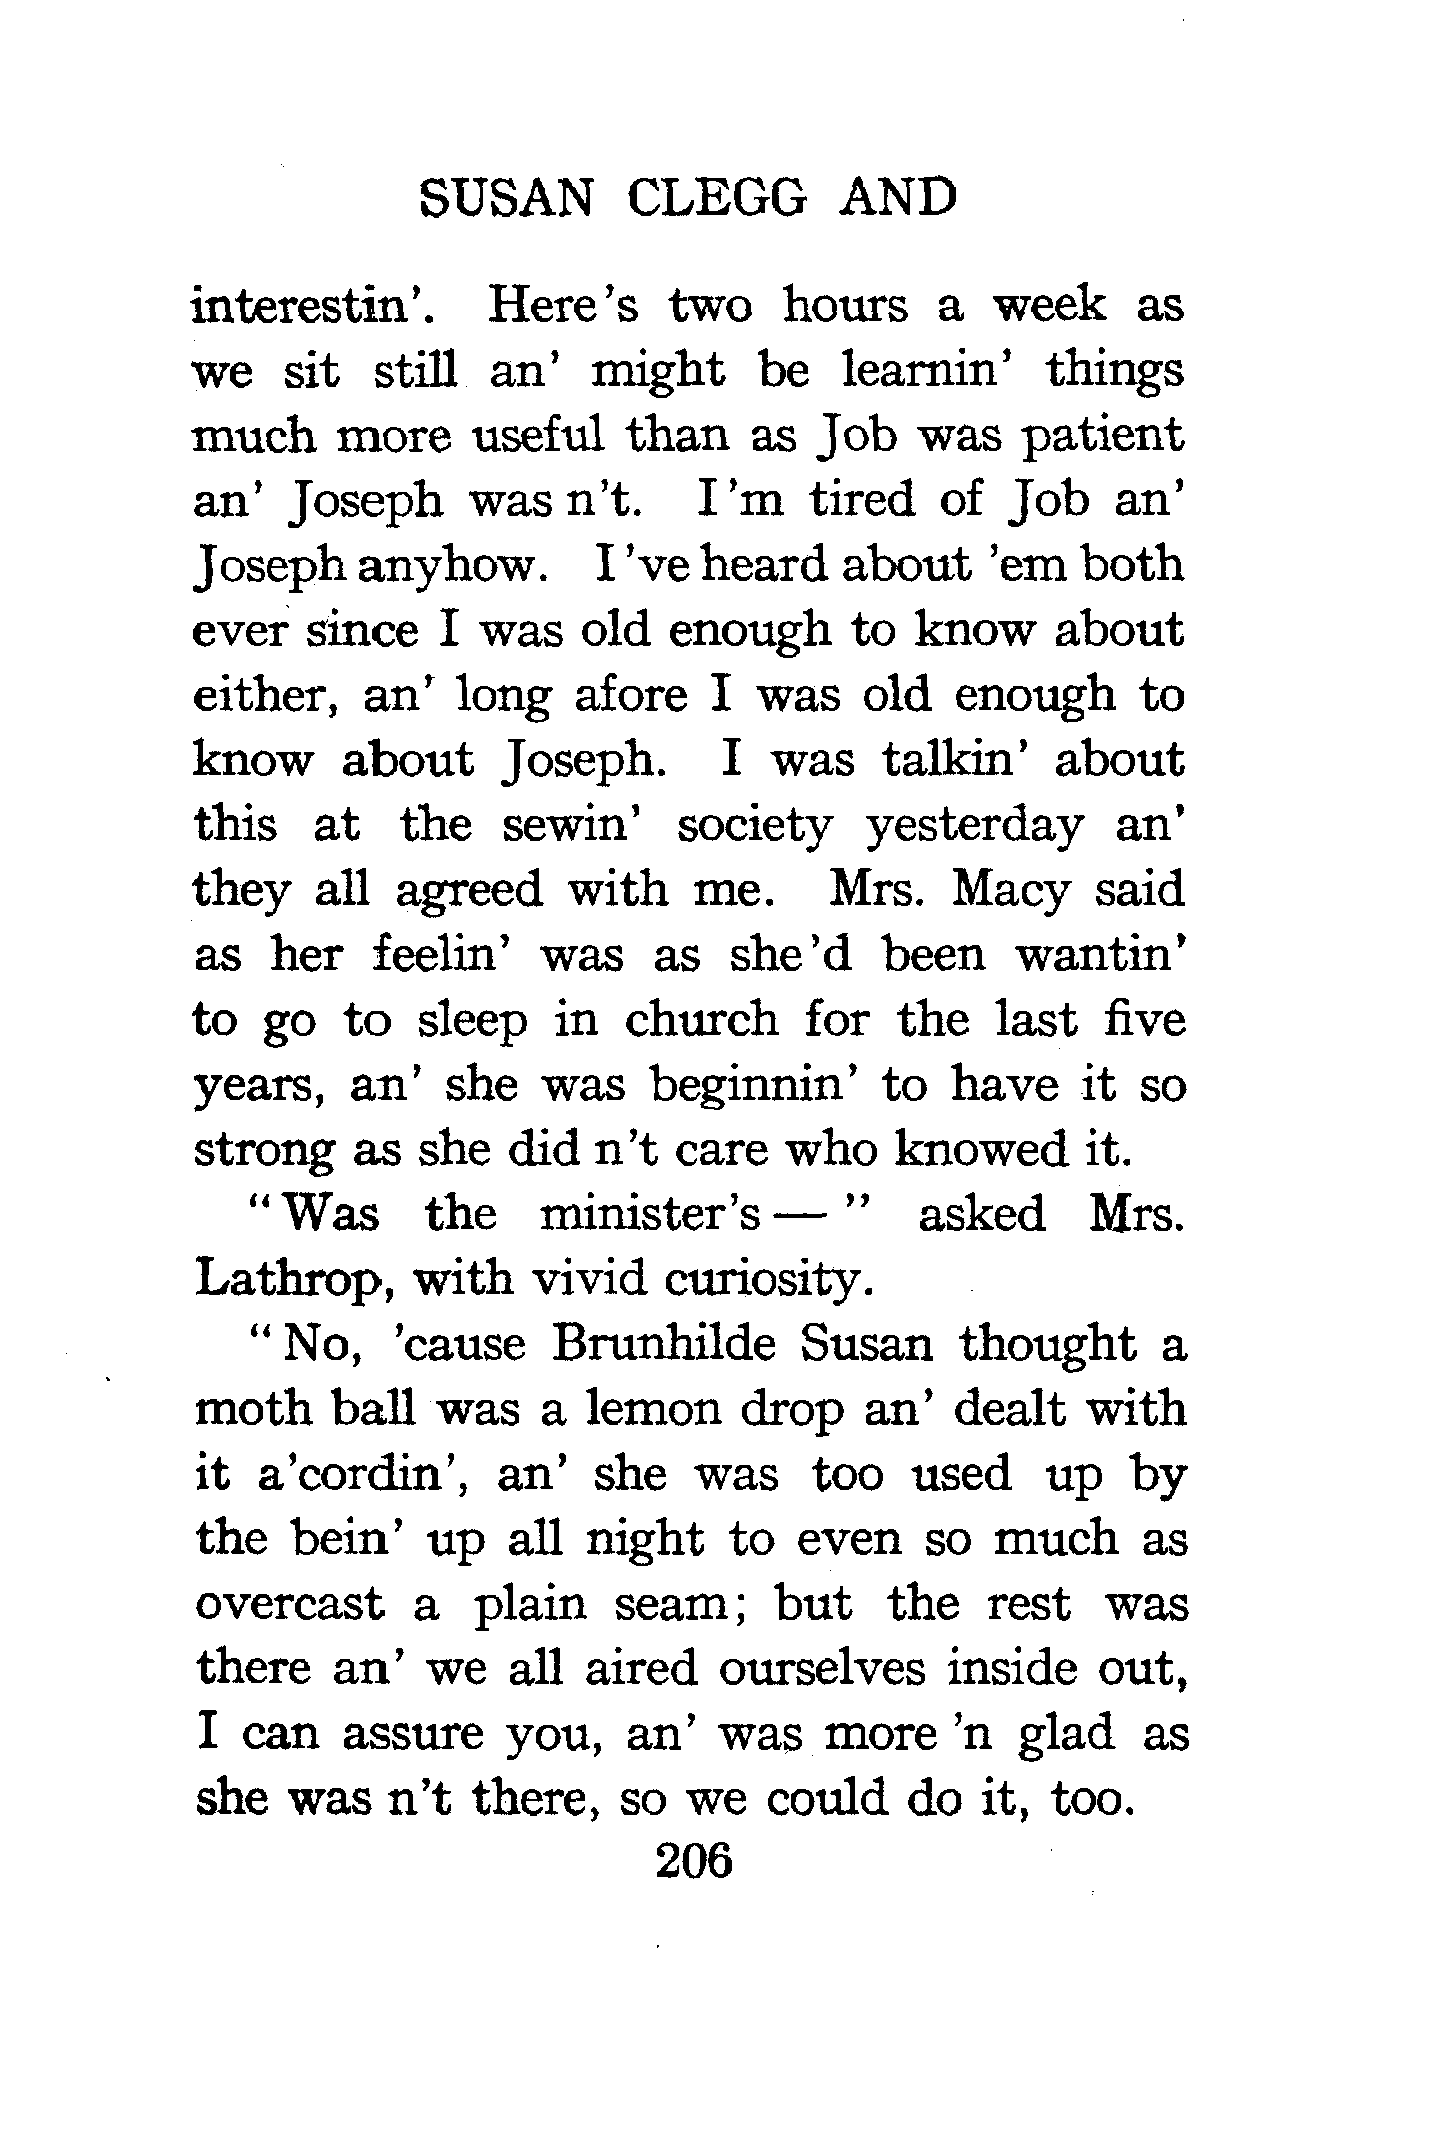 SUSAN CLEGG AND
interestin'. Here's two hours a week as
we sit still an' might be learnin' things
much more useful than as Job was patient
an' Joseph was n't. I'm tired of Job an'
Joseph anyhow. I've heard about 'em both
ever since I was old enough to know about
either, an' long afore I was old enough to
know about Joseph. I was talkin' about
this at the sewin' society yesterday an'
they all agreed with me. Mrs. Macy said
as her feelin' was as she'd been wantin'
to go to sleep in church for the last five
years, an' she was beginnin' to have it so
strong as she did n't care who knowed it.
"Was the minister's—" asked Mrs.
Lathrop, with vivid curiosity.
"No, 'cause Brunhilde Susan thought a
moth ball was a lemon drop an' dealt with
it a'cordin', an' she was too used up by
the bein' up all night to even so much as
overcast a plain seam; but the rest was
there an' we all aired ourselves inside out,
I can assure you, an' was more 'n glad as
she was n't there, so we could do it, too.
206